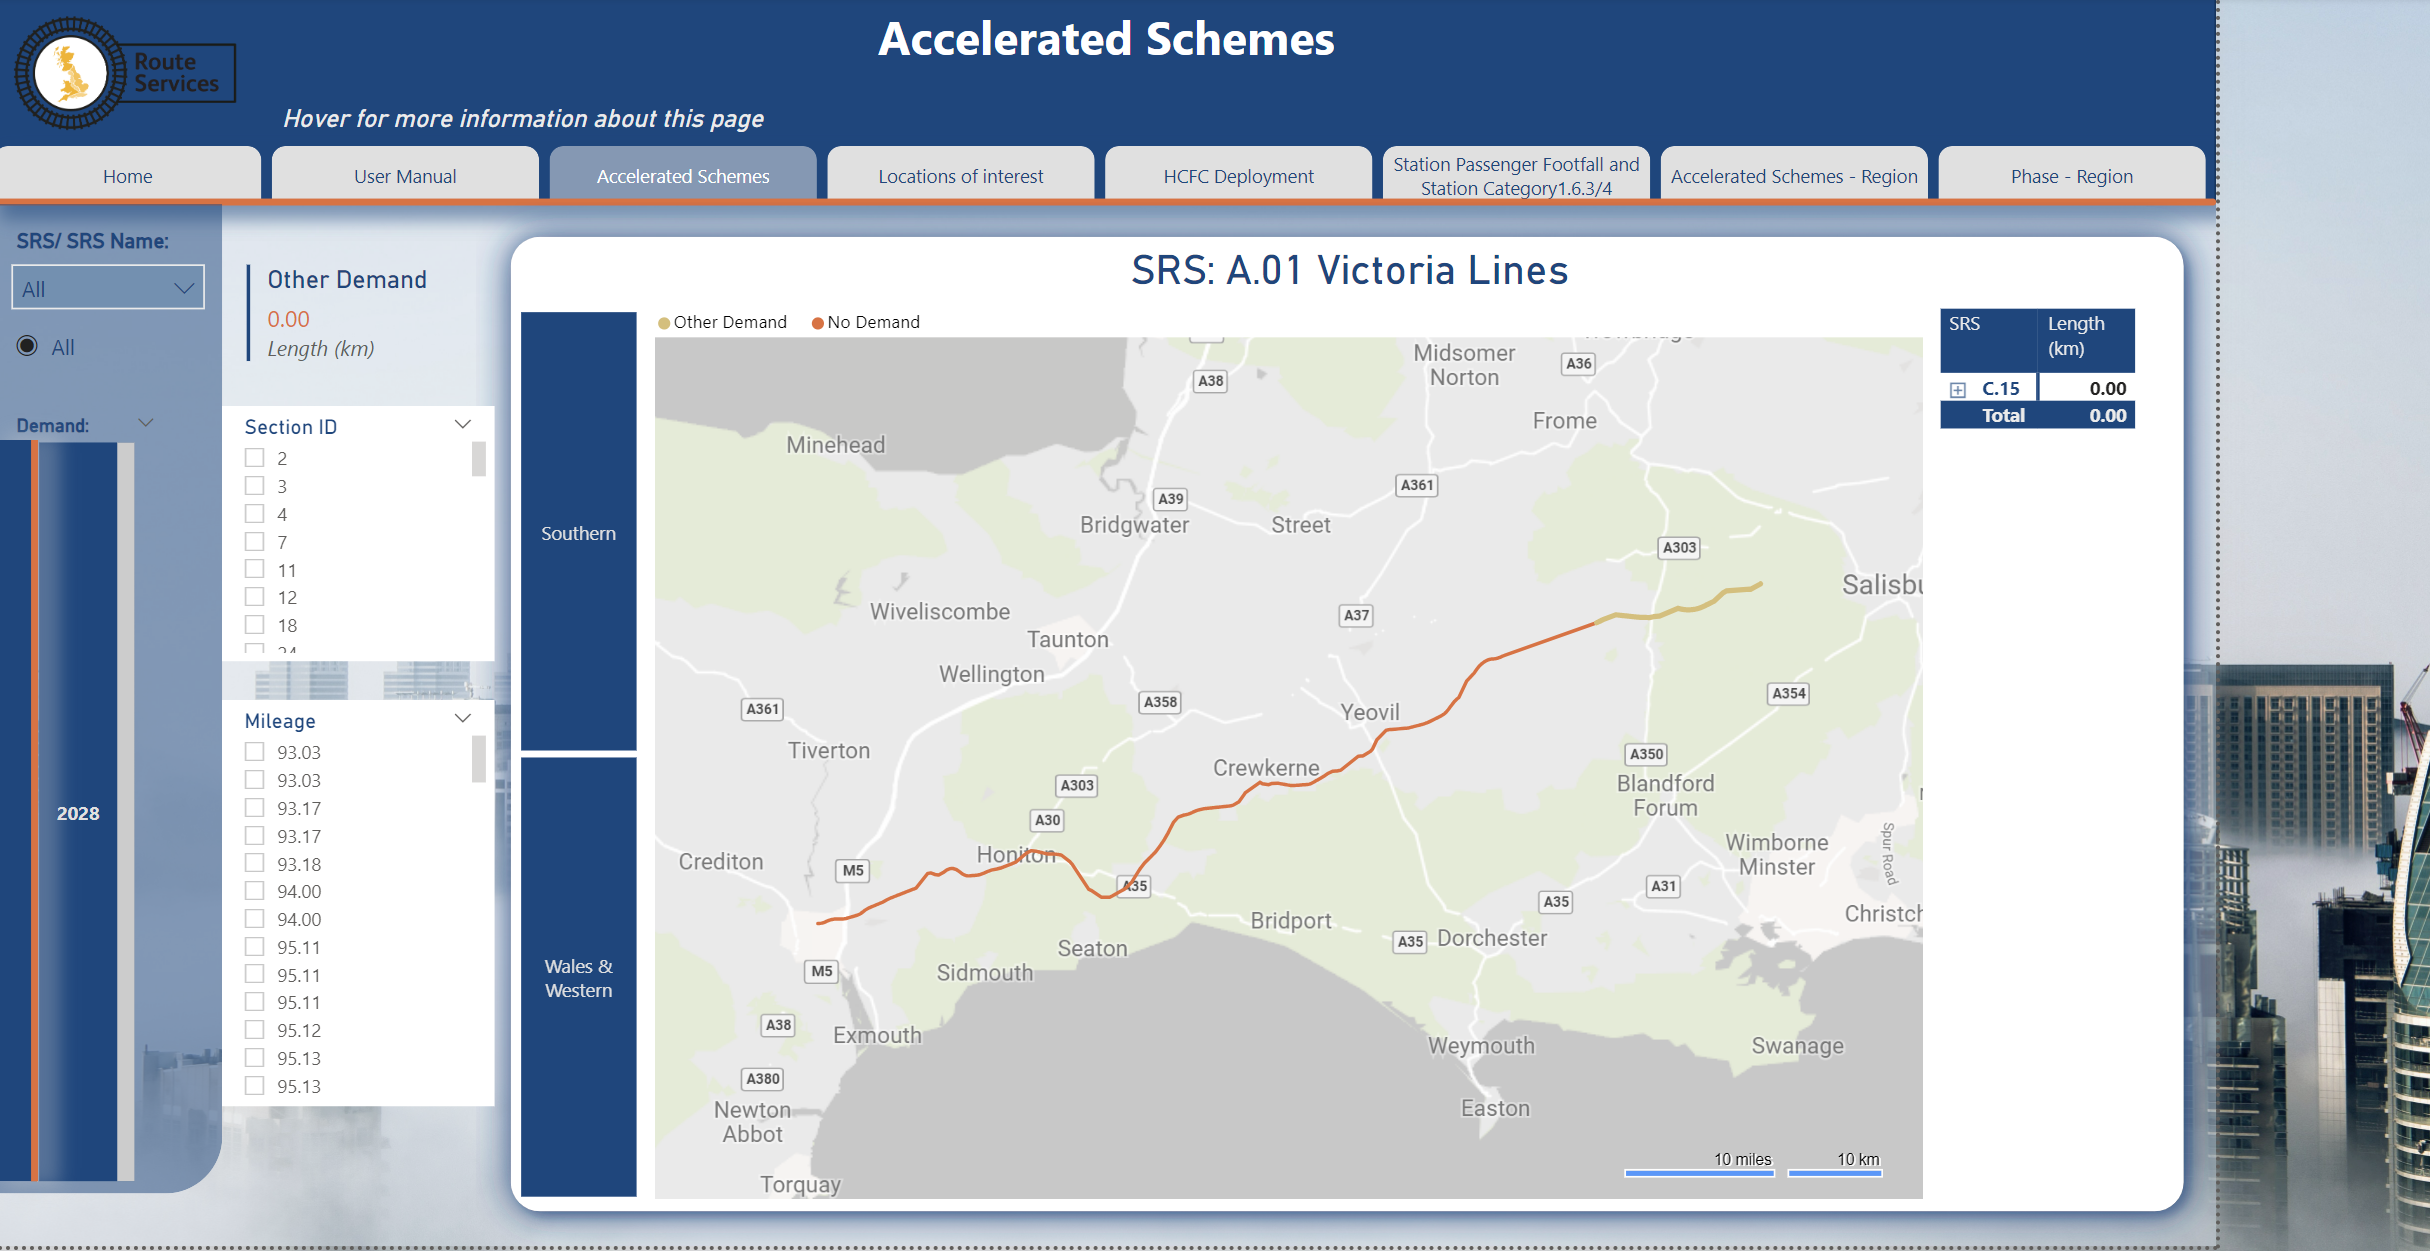 Accelerated Schemes
Route
Services
Hover for more information about this page
Home
User Manual
Accelerated Schemes
Locations of interest
HCFC Deployment
Station Passenger Footfall and
Station Category1.6.3/4
Accelerated Schemes - Region
Phase - Region
SRS/ SRS Name:
All
All
Demand:
2028
Other Demand
0.00
Length (km)
Section ID
2
3
4
7
11
12
18
24
Mileage
93.03
93.03
93.17
93.17
93.18
94.00
94.00
95.11
95.11
95.11
95.12
95.13
95.13
SRS: A.01 Victoria Lines
Southern
Wales &
Western
Other Demand
No Demand
Midsomer
Norton
A36
A38
Frome
Minehead
A361
A39
Bridgwater
Street
A303
Salisbu
Wiveliscombe
A37
Taunton
Wellington
A354
A358
A361
Yeovil
Tiverton
A350
Crewkerne
A303
Blandford
Forum
A30
Spur Road
Wimborne
Minster
Honiton
Crediton
M5
A35
A31
A35
Christch
Bridport
A35
Dorchester
Seaton
M5
Sidmouth
A38
Exmouth
Weymouth
Swanage
A380
Newton
Abbot
Easton
10 miles
10 km
Torquay
SRS
Length
(km)
C.15
0.00
Total
0.00